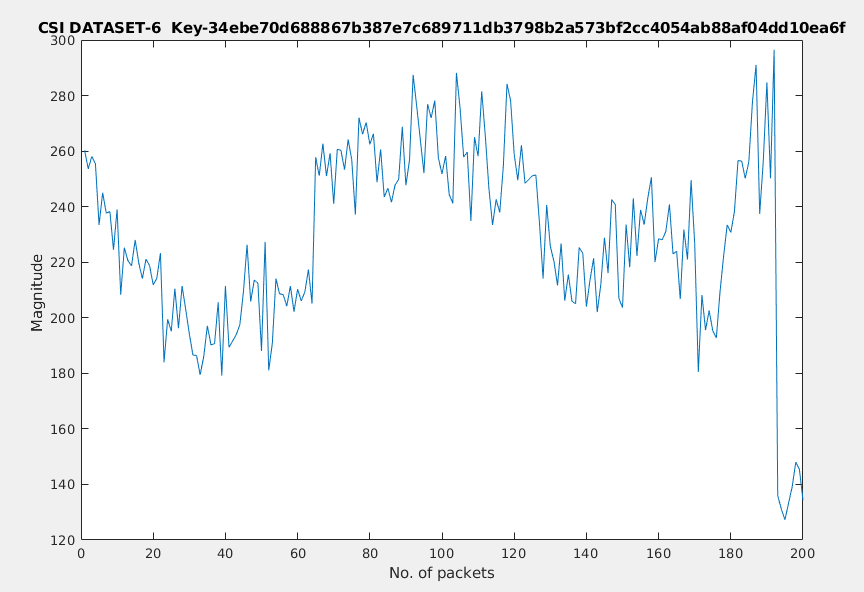 CSI DATASET-6 Key-34ebe70d688867b387e7c689711db3798b2a573bf2cc4054ab88af04dd10ea6f
300
280
260
240
220
200
180
160
140
120
Magnitude
0 20 40 60 80 100 120 140 160 180 200
No. of packets